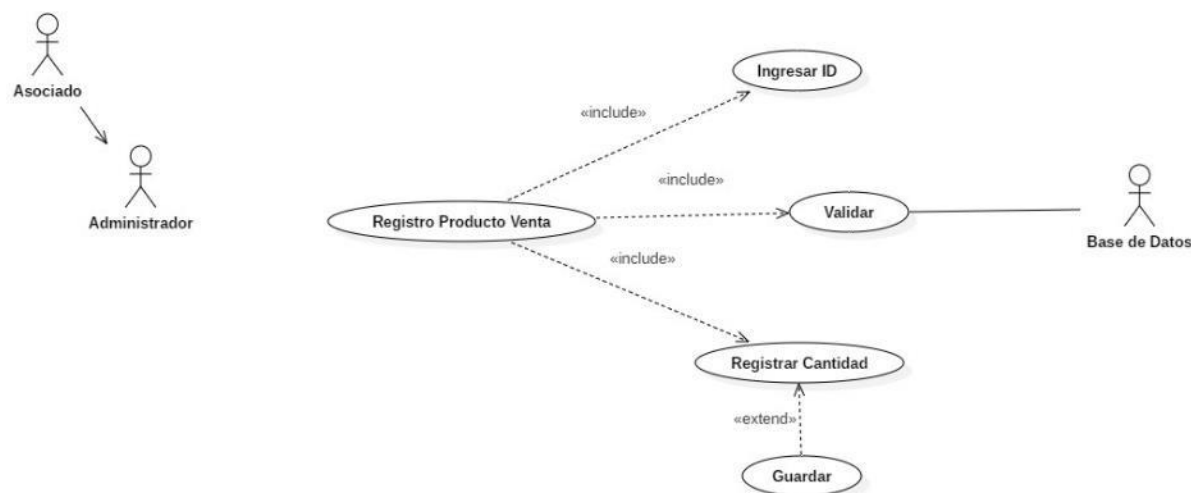 Asociado
Administrador
Ingresar ID
«include»
«include»
Registro Producto Venta
Validar
Base de Datos
«include»
Registrar Cantidad
«extend»
Guardar